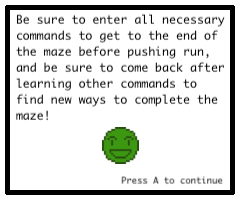 Be sure to enter all necessary
commands to get to the end of
the maze before pushing run,
and be sure to come back after
learning other commands to
find new ways to complete the
maze!
Press A to continue